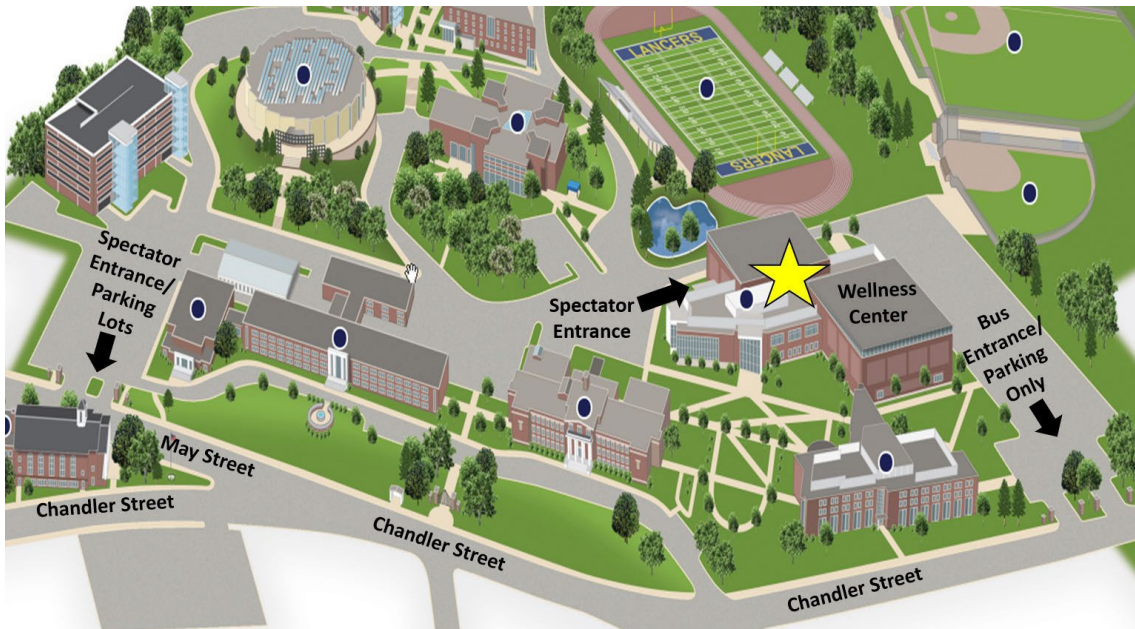 LANCERS
LANCERS
Spectator
Entrance/
Parking
Lots
Spectator
Entrance
Wellness
Center
Bus
Entrance/
Parking
Only
May Street
Chandler Street
Chandler Street
Chandler Street